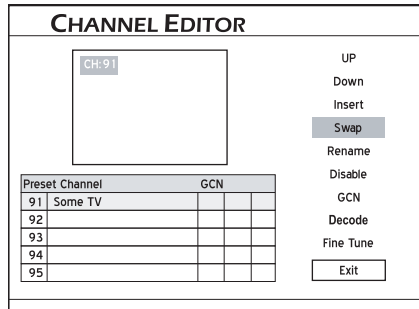 CHANNEL EDITOR
CH:91
UP
Down
Insert
Swap
Rename
Disable
GCN
Decode
Fine Tune
Exit
Preset Channel GCN
91 Some TV
92
93
94
95